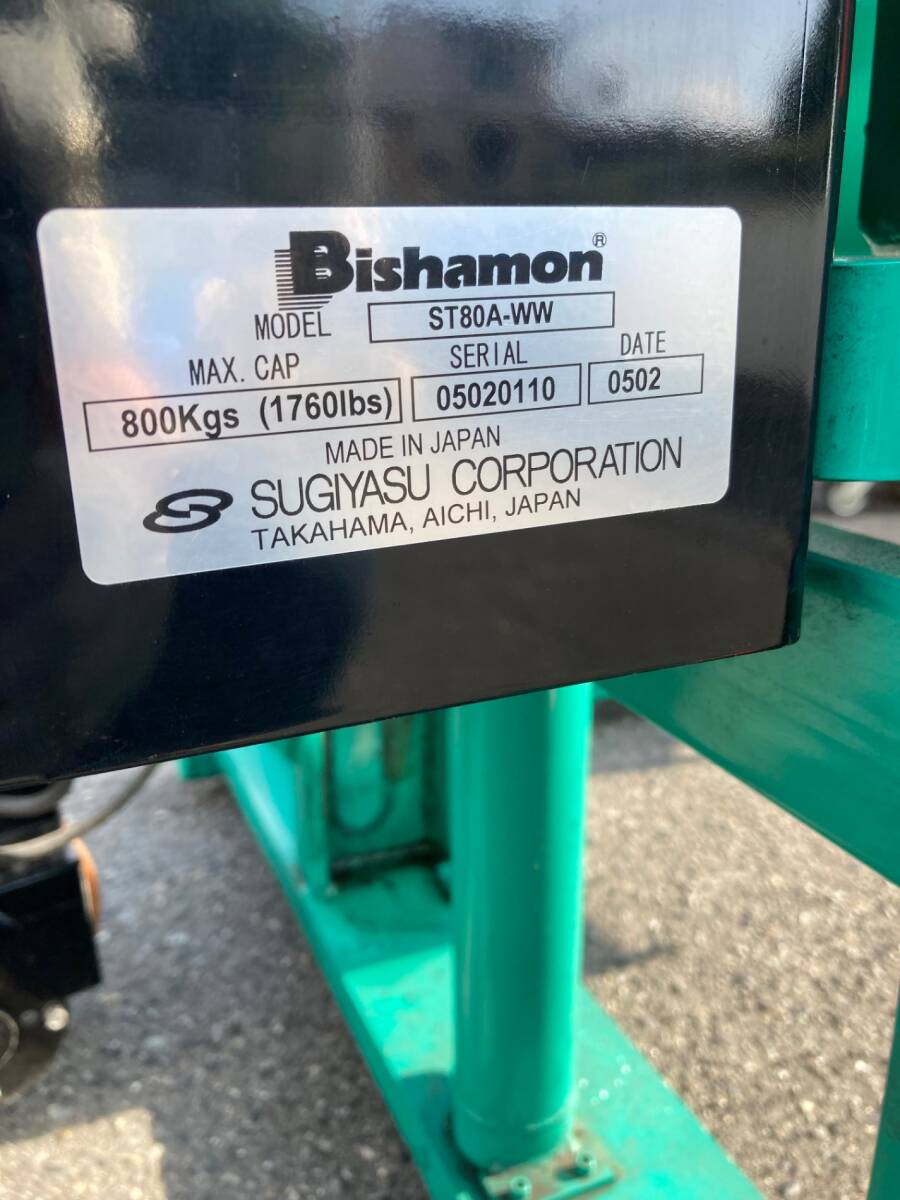 Bishamon®
MODEL ST80A-WW
MAX. CAP SERIAL DATE
800Kgs (1760lbs) 05020110 0502
MADE IN JAPAN
SUGIYASU CORPORATION
TAKAHAMA, AICHI, JAPAN